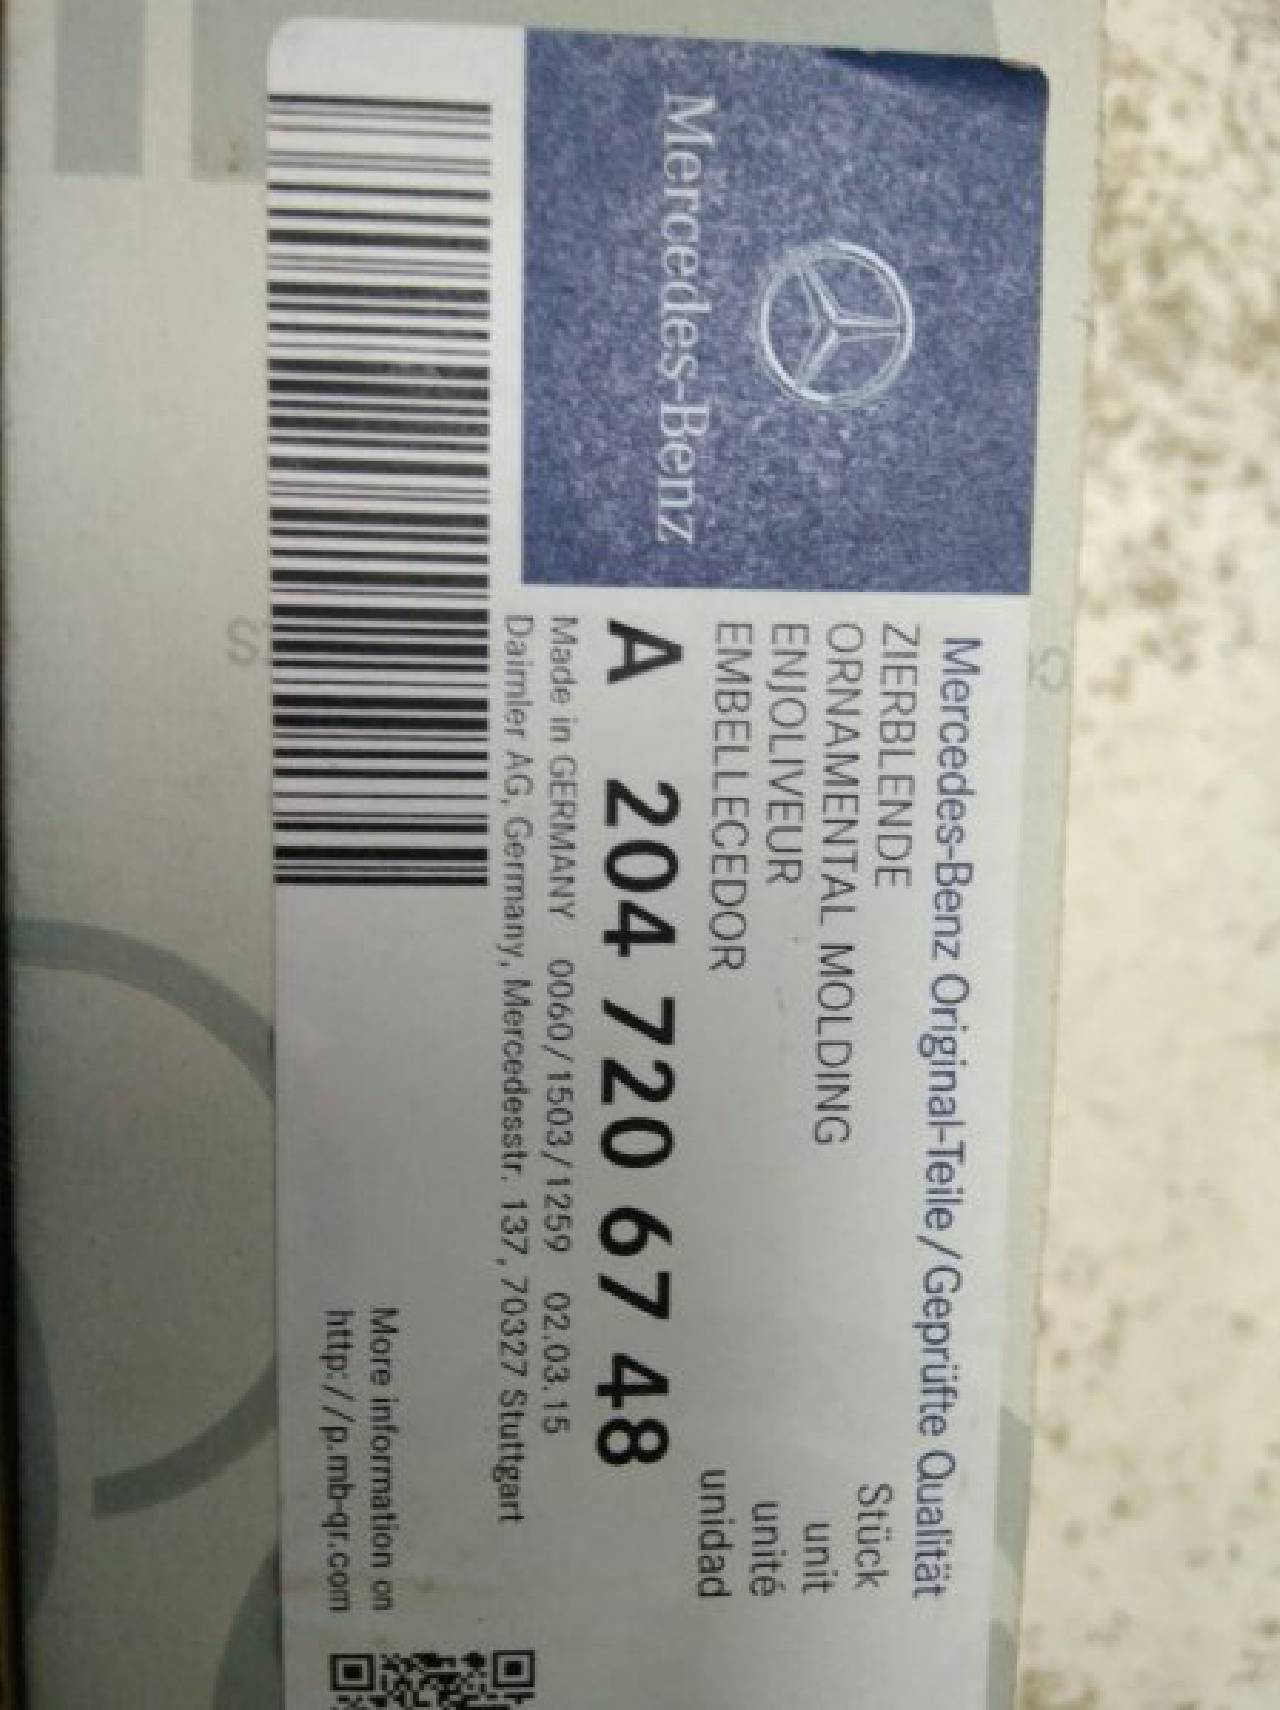 Mercedes-Benz
Mercedes-Benz Original-Teile/Geprüfte Qualität
ZIERBLENDE Stück
ORNAMENTAL MOLDING unit
ENJOLIVEUR unité
EMBELLECEDOR unidad
A 204 720 67 48
Made in GERMANY 0060/1503/1259 02.03.15
Daimler AG, Germany, Mercedesstr. 137, 70327 Stuttgart
More information on
http://p.mb-qr.com